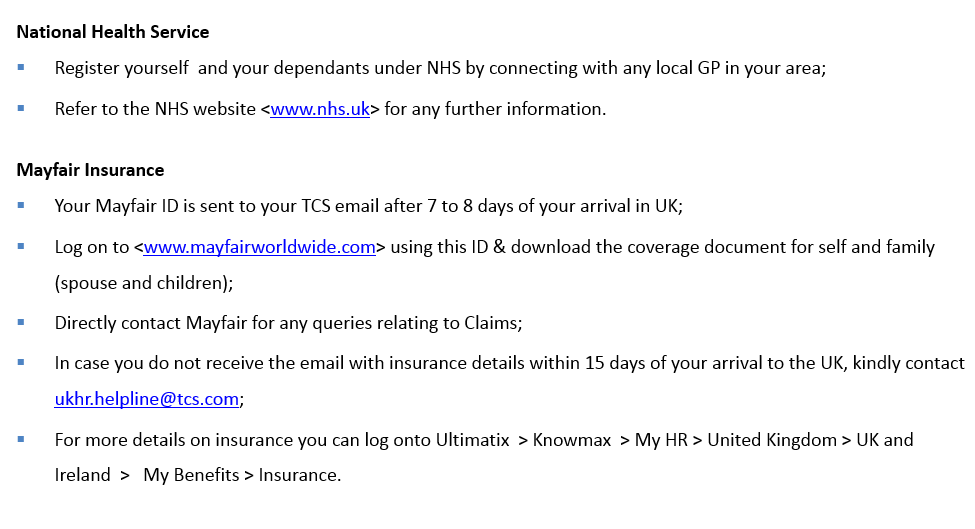 National Health Service
▪ Register yourself  and your dependants under NHS by connecting with any local GP in your area;
▪ Refer to the NHS website <www.nhs.uk> for any further information.
Mayfair Insurance
▪ Your Mayfair ID is sent to your TCS email after 7 to 8 days of your arrival in UK;
▪ Log on to <www.mayfairworldwide.com> using this ID & download the coverage document for self and family
(spouse and children);
▪ Directly contact Mayfair for any queries relating to Claims;
▪ In case you do not receive the email with insurance details within 15 days of your arrival to the UK, kindly contact
ukhr.helpline@tcs.com;
▪ For more details on insurance you can log onto Ultimatix  > Knowmax  > My HR > United Kingdom > UK and
Ireland  >   My Benefits > Insurance.